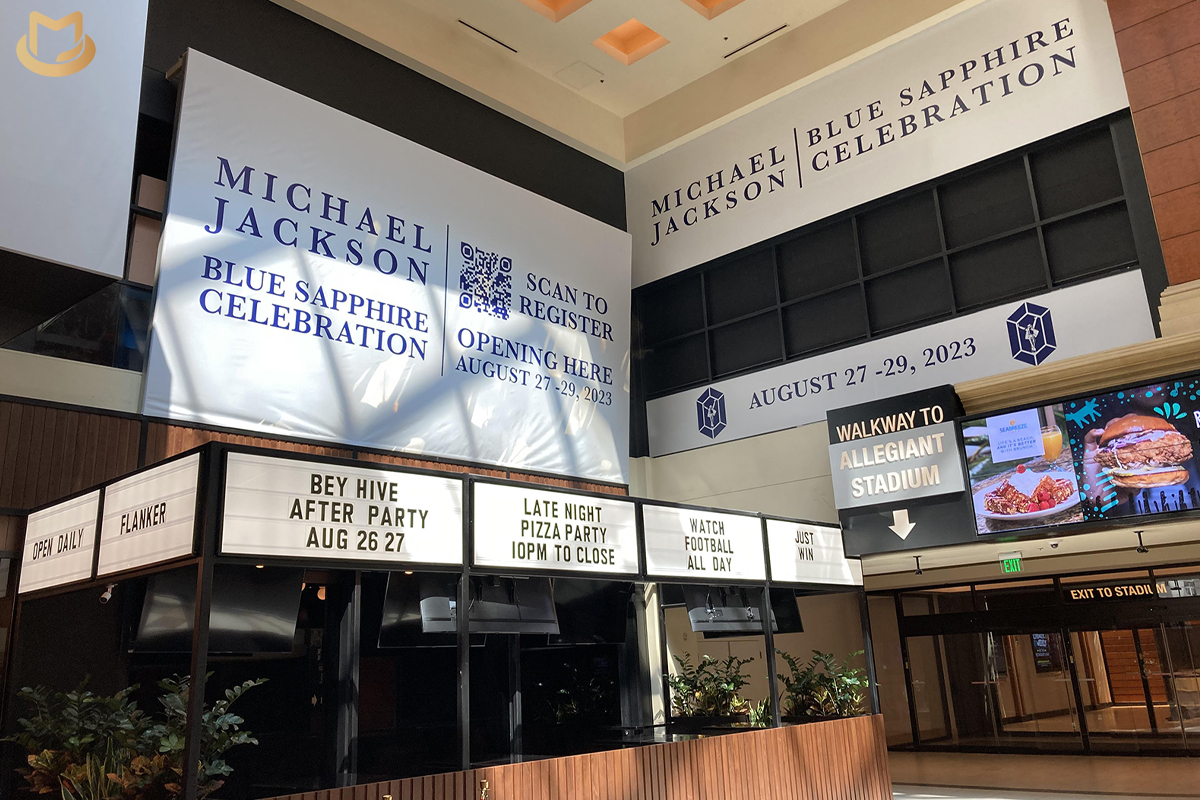 MICHAEL
JACKSON
BLUE SAPPHIRE
CELEBRATION
SCAN TO
REGISTER
OPENING HERE
AUGUST 27 -29, 2023
MICHAEL
JACKSON
BLUE SAPPHIRE
CELEBRATION
AUGUST 27 -29, 2023
WALKWAY TO
ALLEGIANT
STADIUM
SEABREEZE
OPEN DAILY
FLANKER
BEY HIVE
AFTER PARTY
AUG 26 27
LATE NIGHT
PIZZA PARTY
10PM TO CLOSE
WATCH
FOOTBALL
ALL DAY
JUST
WIN
EXIT
EXIT TO STADIUM